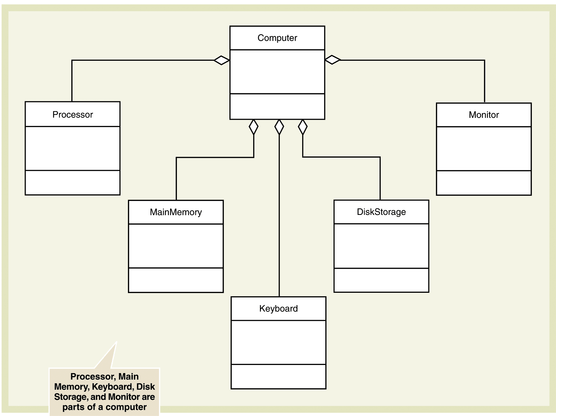 Computer
Processor
Monitor
MainMemory
DiskStorage
Keyboard
Processor, Main
Memory, Keyboard, Disk
Storage, and Monitor are
parts of a computer